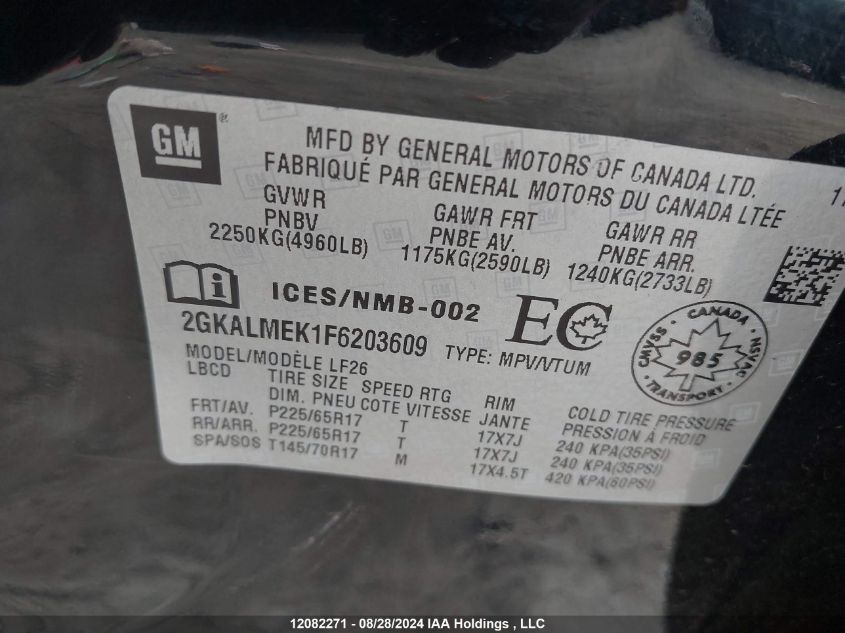 GM ®
MFD BY GENERAL MOTORS OF CANADA LTD.
FABRIQUÉ PAR GENERAL MOTORS DU CANADA LTÉE
GVWR GAWR FRT GAWR RR
PNBV PNBE AV. PNBE ARR.
2250KG(4960LB) 1175KG(2590LB) 1240KG(2733LB)
i ICES/NMB-002 EC
2GKALMEK1F6203609 TYPE: MPV/VTUM
CANADA
CMVSS 985 NSVAC
TRANSPORT
MODEL/MODÈLE LF26
LBCD TIRE SIZE SPEED RTG RIM COLD TIRE PRESSURE
DIM. PNEU COTE VITESSE JANTE PRESSION À FROID
FRT/AV. P225/65R17 T 17X7J 240 KPA(35PSI)
RR/ARR. P225/65R17 T 17X7J 240 KPA(35PSI)
SPA/SOS T145/70R17 M 17X4.5T 420 KPA(60PSI)
12082271 - 08/28/2024 IAA Holdings , LLC